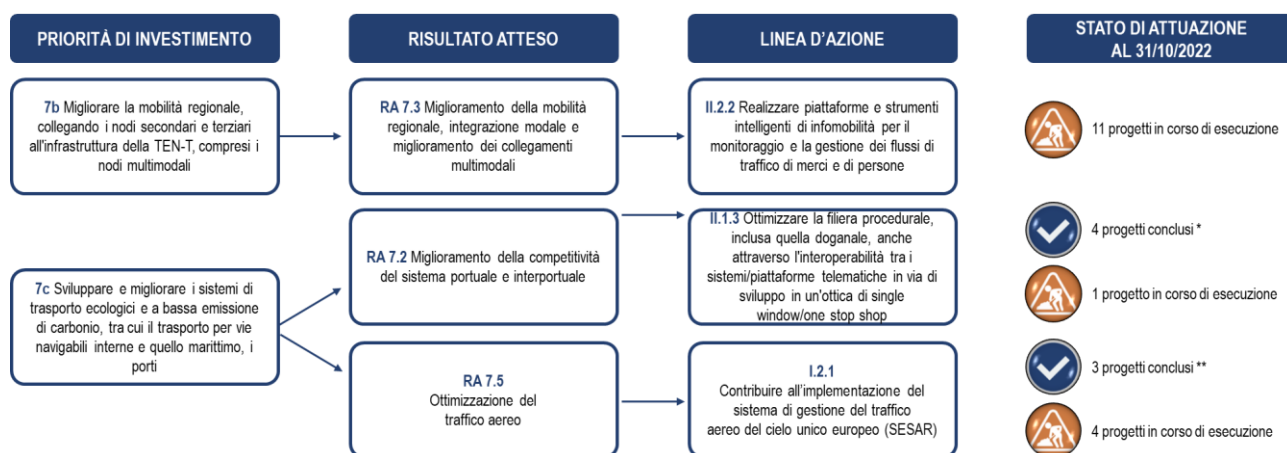 PRIORITÀ DI INVESTIMENTO
RISULTATO ATTESO
LINEA D'AZIONE
STATO DI ATTUAZIONE
AL 31/10/2022
7b Migliorare la mobilità regionale,
collegando i nodi secondari e terziari
all'infrastruttura della TEN-T, compresi i
nodi multimodali
RA 7.3 Miglioramento della mobilità
regionale, integrazione modale e
miglioramento dei collegamenti
multimodali
II.2.2 Realizzare piattaforme e strumenti
intelligenti di infomobilità per il
monitoraggio e la gestione dei flussi di
traffico di merci e di persone
11 progetti in corso di esecuzione
7c Sviluppare e migliorare i sistemi di
trasporto ecologici e a bassa emissione
di carbonio, tra cui il trasporto per vie
navigabili interne e quello marittimo, i
porti
RA 7.2 Miglioramento della competitività
del sistema portuale e interportuale
II.1.3 Ottimizzare la filiera procedurale,
inclusa quella doganale, anche
attraverso l'interoperabilità tra i
sistemi/piattaforme telematiche in via di
sviluppo in un'ottica di single
window/one stop shop
4 progetti conclusi *
1 progetto in corso di esecuzione
RA 7.5
Ottimizzazione del
traffico aereo
I.2.1
Contribuire all'implementazione del
sistema di gestione del traffico
aereo del cielo unico europeo (SESAR)
3 progetti conclusi **
4 progetti in corso di esecuzione